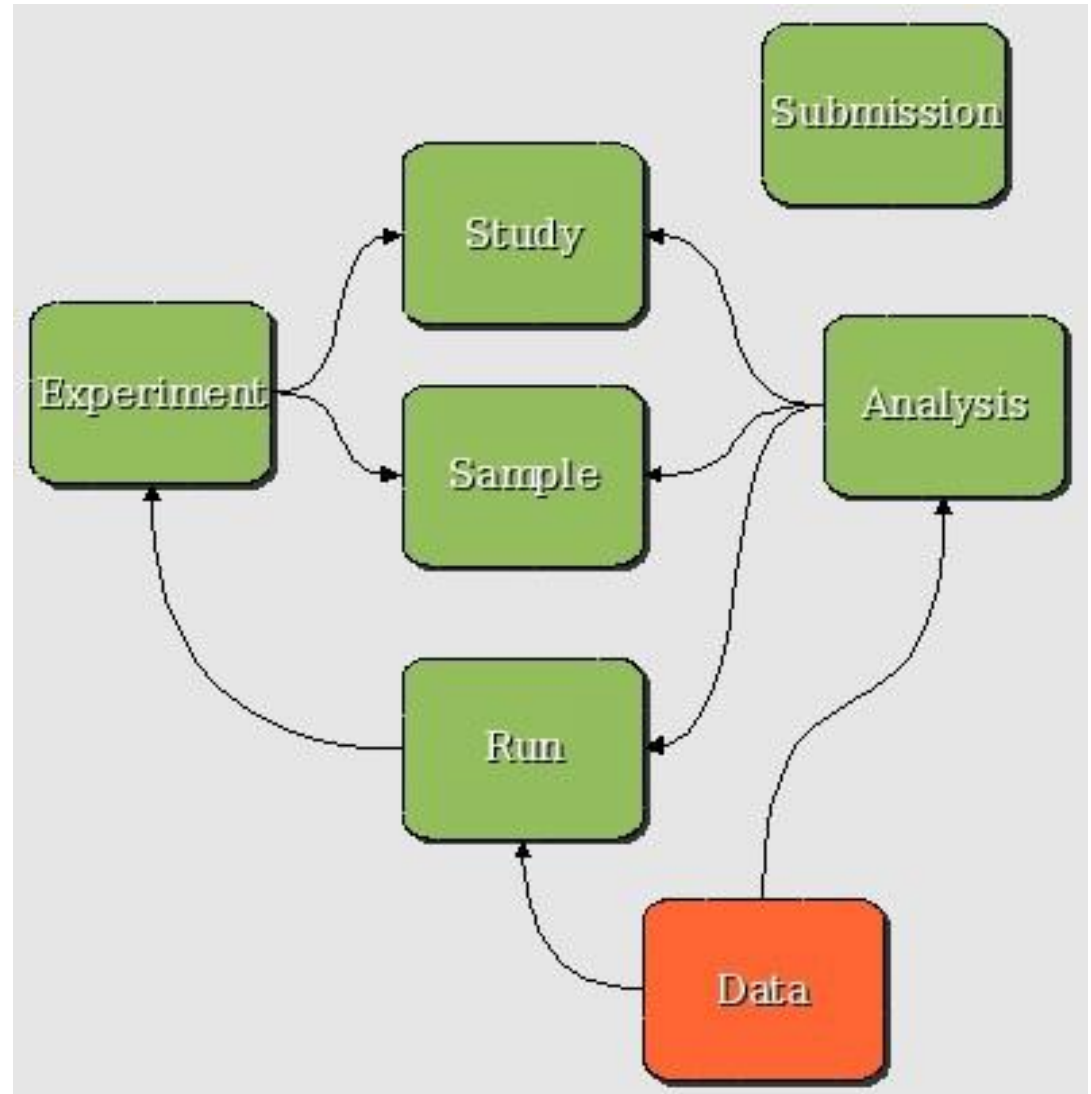 Submission
Study
Experiment
Analysis
Sample
Run
Data